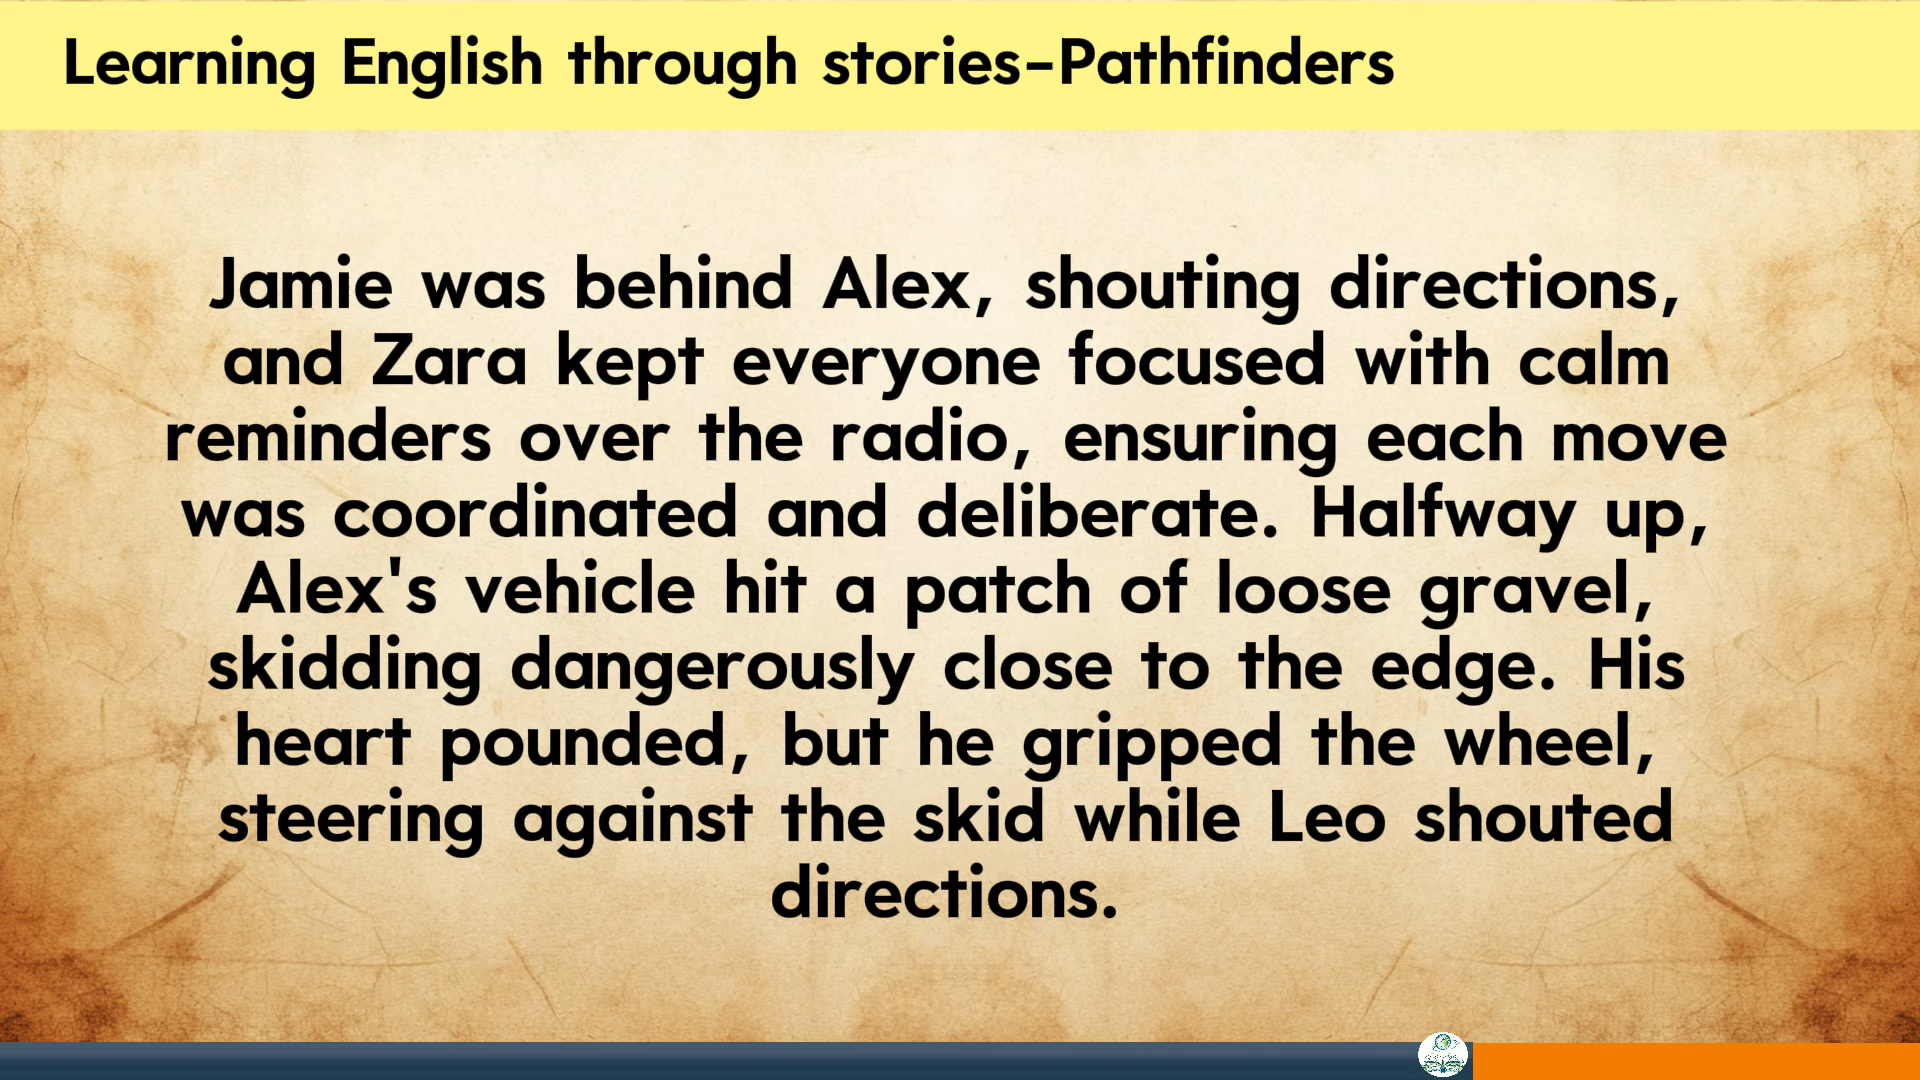 Learning English through stories-Pathfinders
Jamie was behind Alex, shouting directions,
and Zara kept everyone focused with calm
reminders over the radio, ensuring each move
was coordinated and deliberate. Halfway up,
Alex's vehicle hit a patch of loose gravel,
skidding dangerously close to the edge. His
heart pounded, but he gripped the wheel,
steering against the skid while Leo shouted
directions.